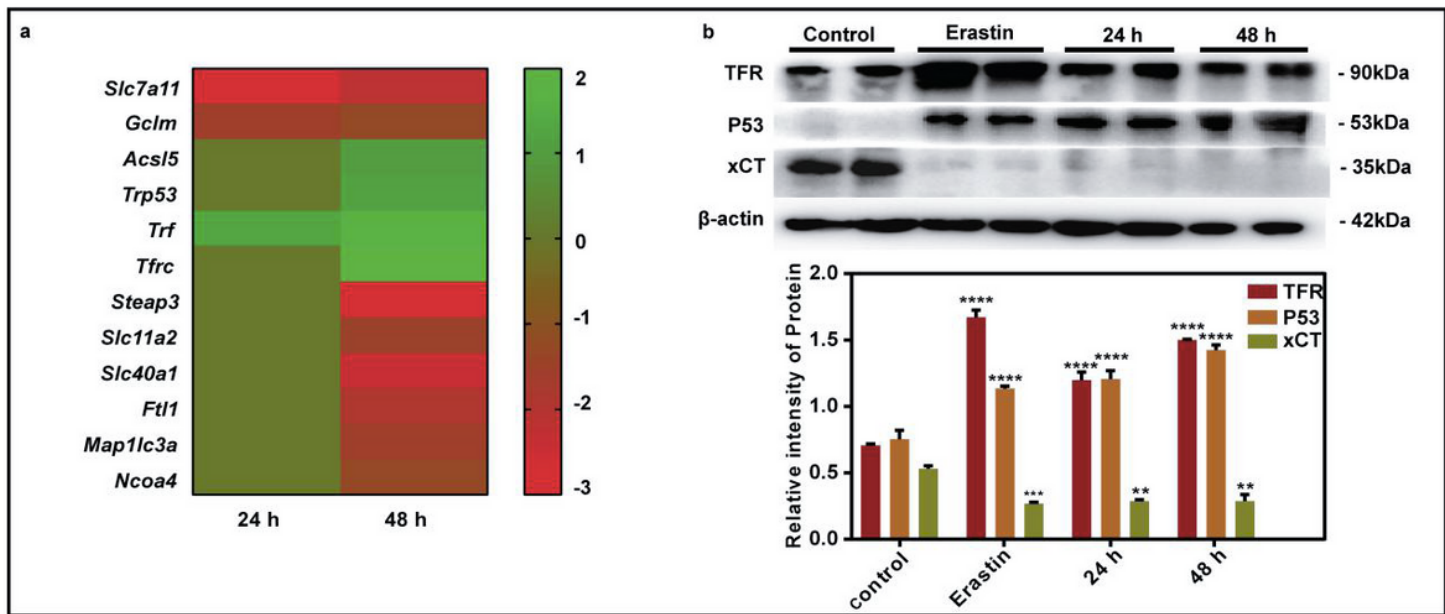 a
Slc7a11
Gclm
Acsl5
Trp53
Trf
Tfrc
Steap3
Slc11a2
Slc40a1
Ftl1
Map1lc3a
Ncoa4
24 h 48 h
2
1
0
-1
-2
-3
b
Control Erastin 24 h 48 h
TFR - 90kDa
P53 - 53kDa
xCT - 35kDa
β-actin - 42kDa
Relative intensity of Protein
2.0
1.5
1.0
0.5
0.0
TFR
P53
xCT
**** **** *** **** **** ** **** **** **
control Erastin 24 h 48 h